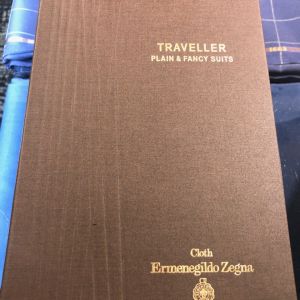 TRAVELLER
PLAIN & FANCY SUITS
Cloth
Ermenegildo Zegna